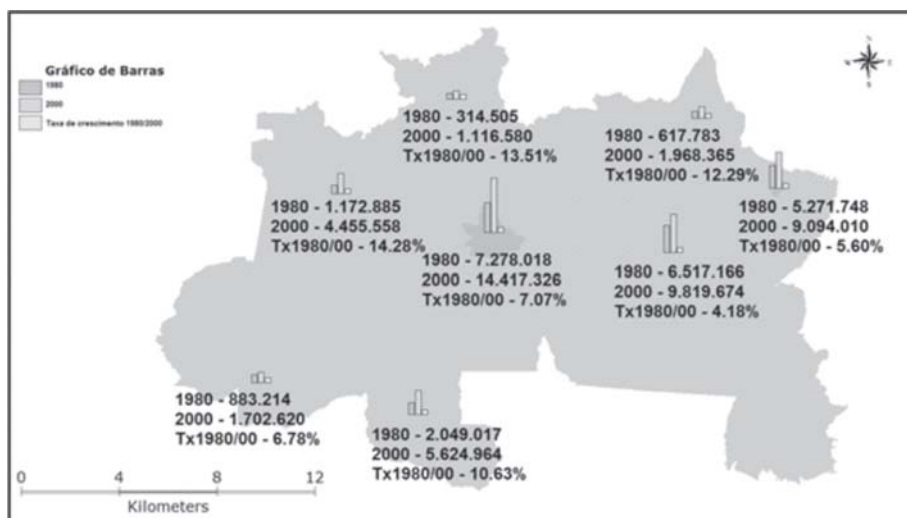 Gráfico de Barras
1980
2000
Taxa de crescimento 1980/2000
N
1980 - 314.505
2000 - 1.116.580
Tx1980/00 - 13.51%
1980 - 617.783
2000 - 1.968.365
Tx1980/00 - 12.29%
1980 - 1.172.885
2000 - 4.455.558
Tx1980/00 - 14.28%
1980 - 5.271.748
2000 - 9.094.010
Tx1980/00 - 5.60%
1980 - 7.278.018
2000 - 14.417.326
Tx1980/00 - 7.07%
1980 - 6.517.166
2000 - 9.819.674
Tx1980/00 - 4.18%
1980 - 883.214
2000 - 1.702.620
Tx1980/00 - 6.78%
1980 - 2.049.017
2000 - 5.624.964
Tx1980/00 - 10.63%
0 4 8 12
Kilometers